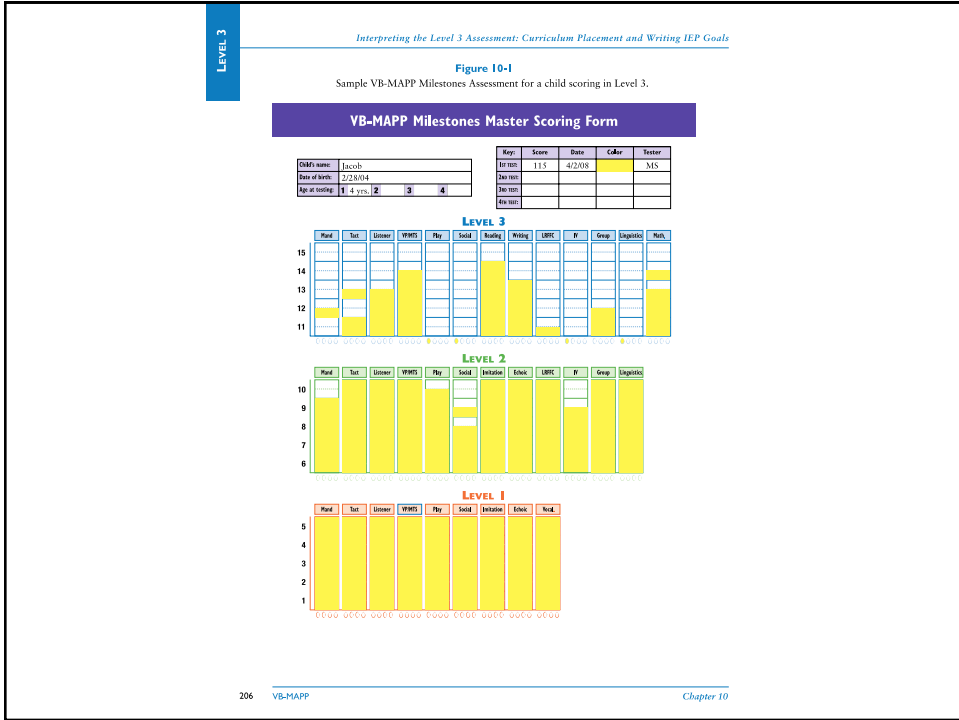 LEVEL 3
Interpreting the Level 3 Assessment: Curriculum Placement and Writing IEP Goals
Figure 10-1
Sample VB-MAPP Milestones Assessment for a child scoring in Level 3.
VB-MAPP Milestones Master Scoring Form
Child's name: Jacob
Date of birth: 2/28/04
Age at testing: 1 4 yrs. 2 3 4
Key: Score Date Color Tester
1ST TEST: 115 4/2/08 MS
2ND TEST:
3RD TEST:
4TH TEST:
LEVEL 3
Mand Tact Listener VP/MTS Play Social Reading Writing LRFFC IV Group Linguistics Math.
15
14
13
12
11
LEVEL 2
Mand Tact Listener VP/MTS Play Social Imitation Echoic LRFFC IV Group Linguistics
10
9
8
7
6
LEVEL 1
Mand Tact Listener VP/MTS Play Social Imitation Echoic Vocal.
5
4
3
2
1
206 VB-MAPP Chapter 10